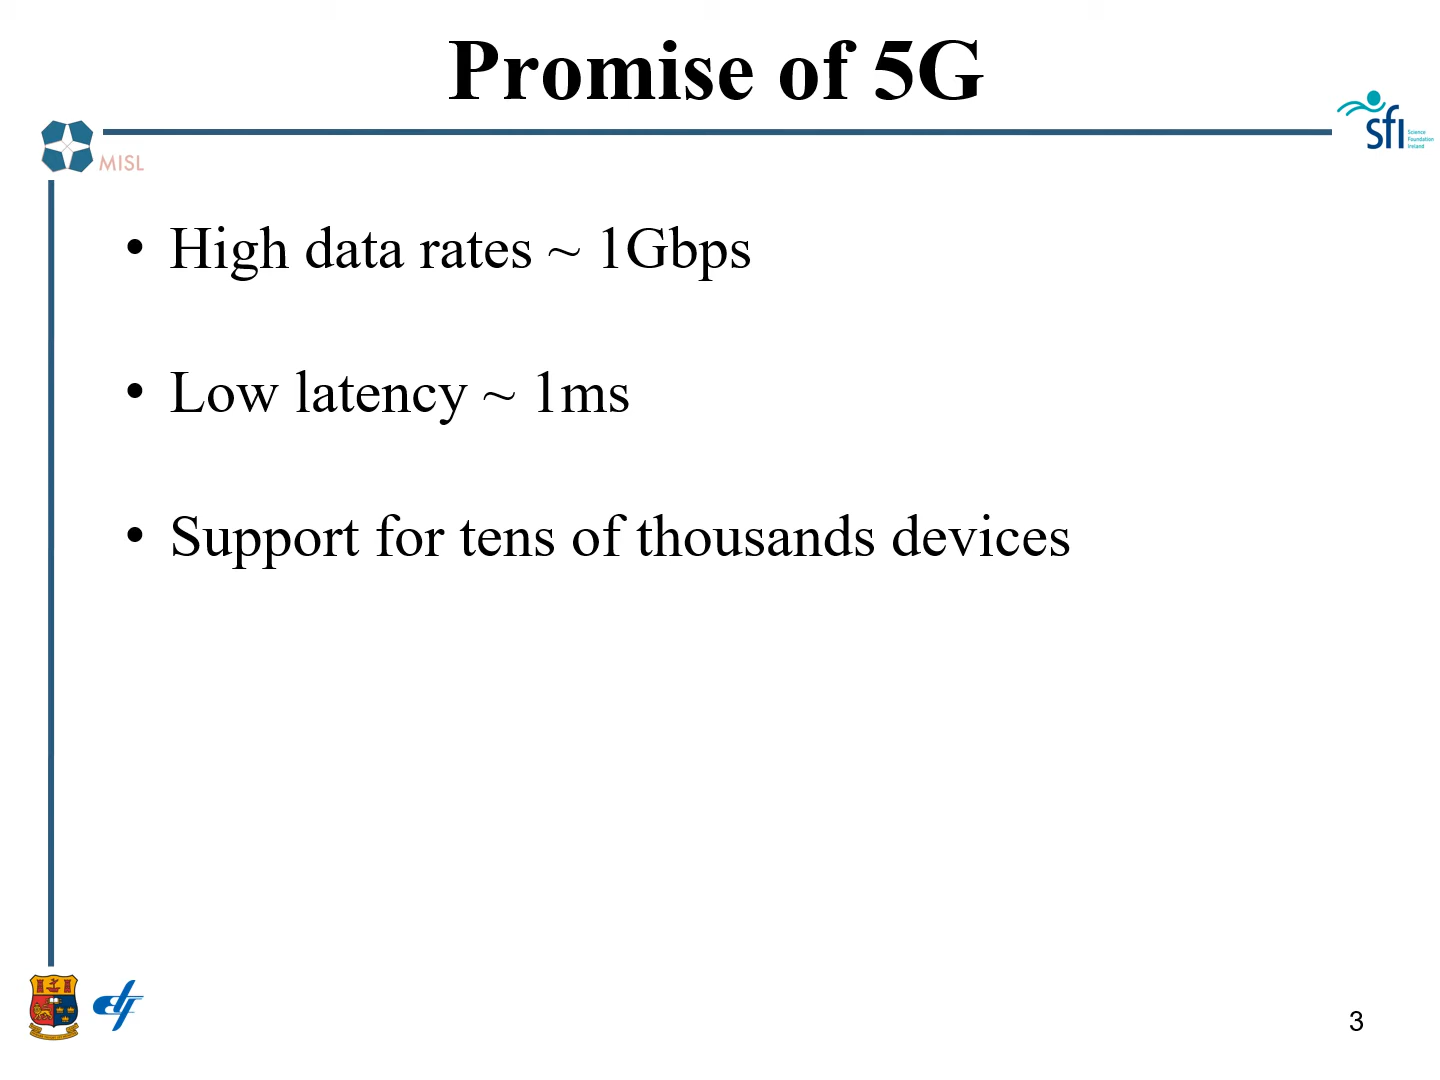 Promise of 5G
MISL
sfi
Science
Foundation
Ireland
• High data rates ~ 1Gbps
• Low latency ~ 1ms
• Support for tens of thousands devices
3